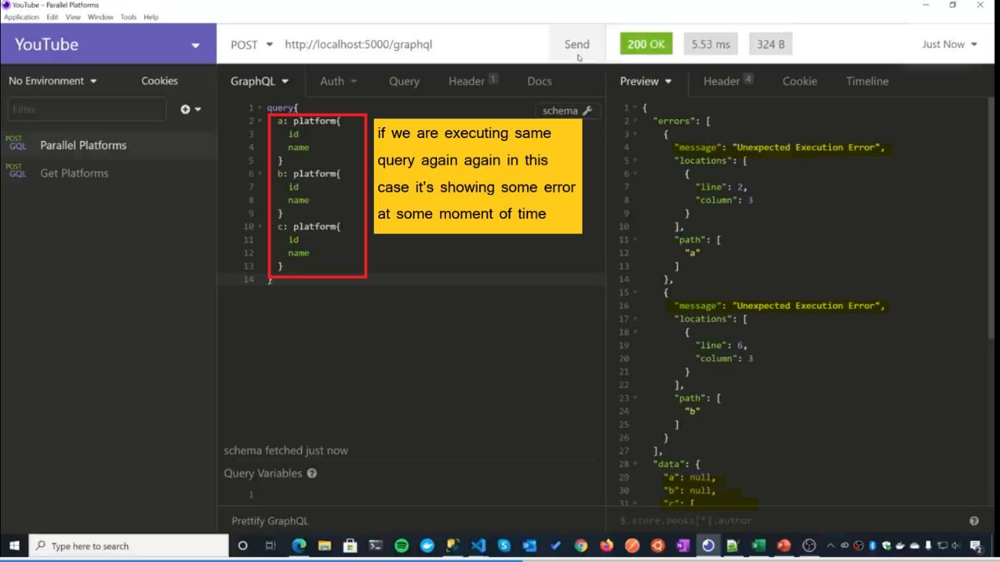 YouTube – Parallel Platforms
Application Edit View Window Tools Help
YouTube
POST http://localhost:5000/graphql Send
200 OK 5.53 ms 324 B Just Now
No Environment Cookies
GraphQL Auth Query Header 1 Docs
Preview Header 4 Cookie Timeline
Filter
schema
POST GQL Parallel Platforms
POST GQL Get Platforms
1 query{
2 a: platform{
3 id
4 name
5 }
6 b: platform{
7 id
8 name
9 }
10 c: platform{
11 id
12 name
13 }
14 }
if we are executing same
query again again in this
case it's showing some error
at some moment of time
schema fetched just now
Query Variables
1
Prettify GraphQL
1 {
2 "errors": [
3 {
4 "message": "Unexpected Execution Error",
5 "locations": [
6 {
7 "line": 2,
8 "column": 3
9 }
10 ],
11 "path": [
12 "a"
13 ]
14 },
15 {
16 "message": "Unexpected Execution Error",
17 "locations": [
18 {
19 "line": 6,
20 "column": 3
21 }
22 ],
23 "path": [
24 "b"
25 ]
26 }
27 ],
28 "data": {
29 "a": null,
30 "b": null,
31 "c": [
$.store.books[*].author
Type here to search